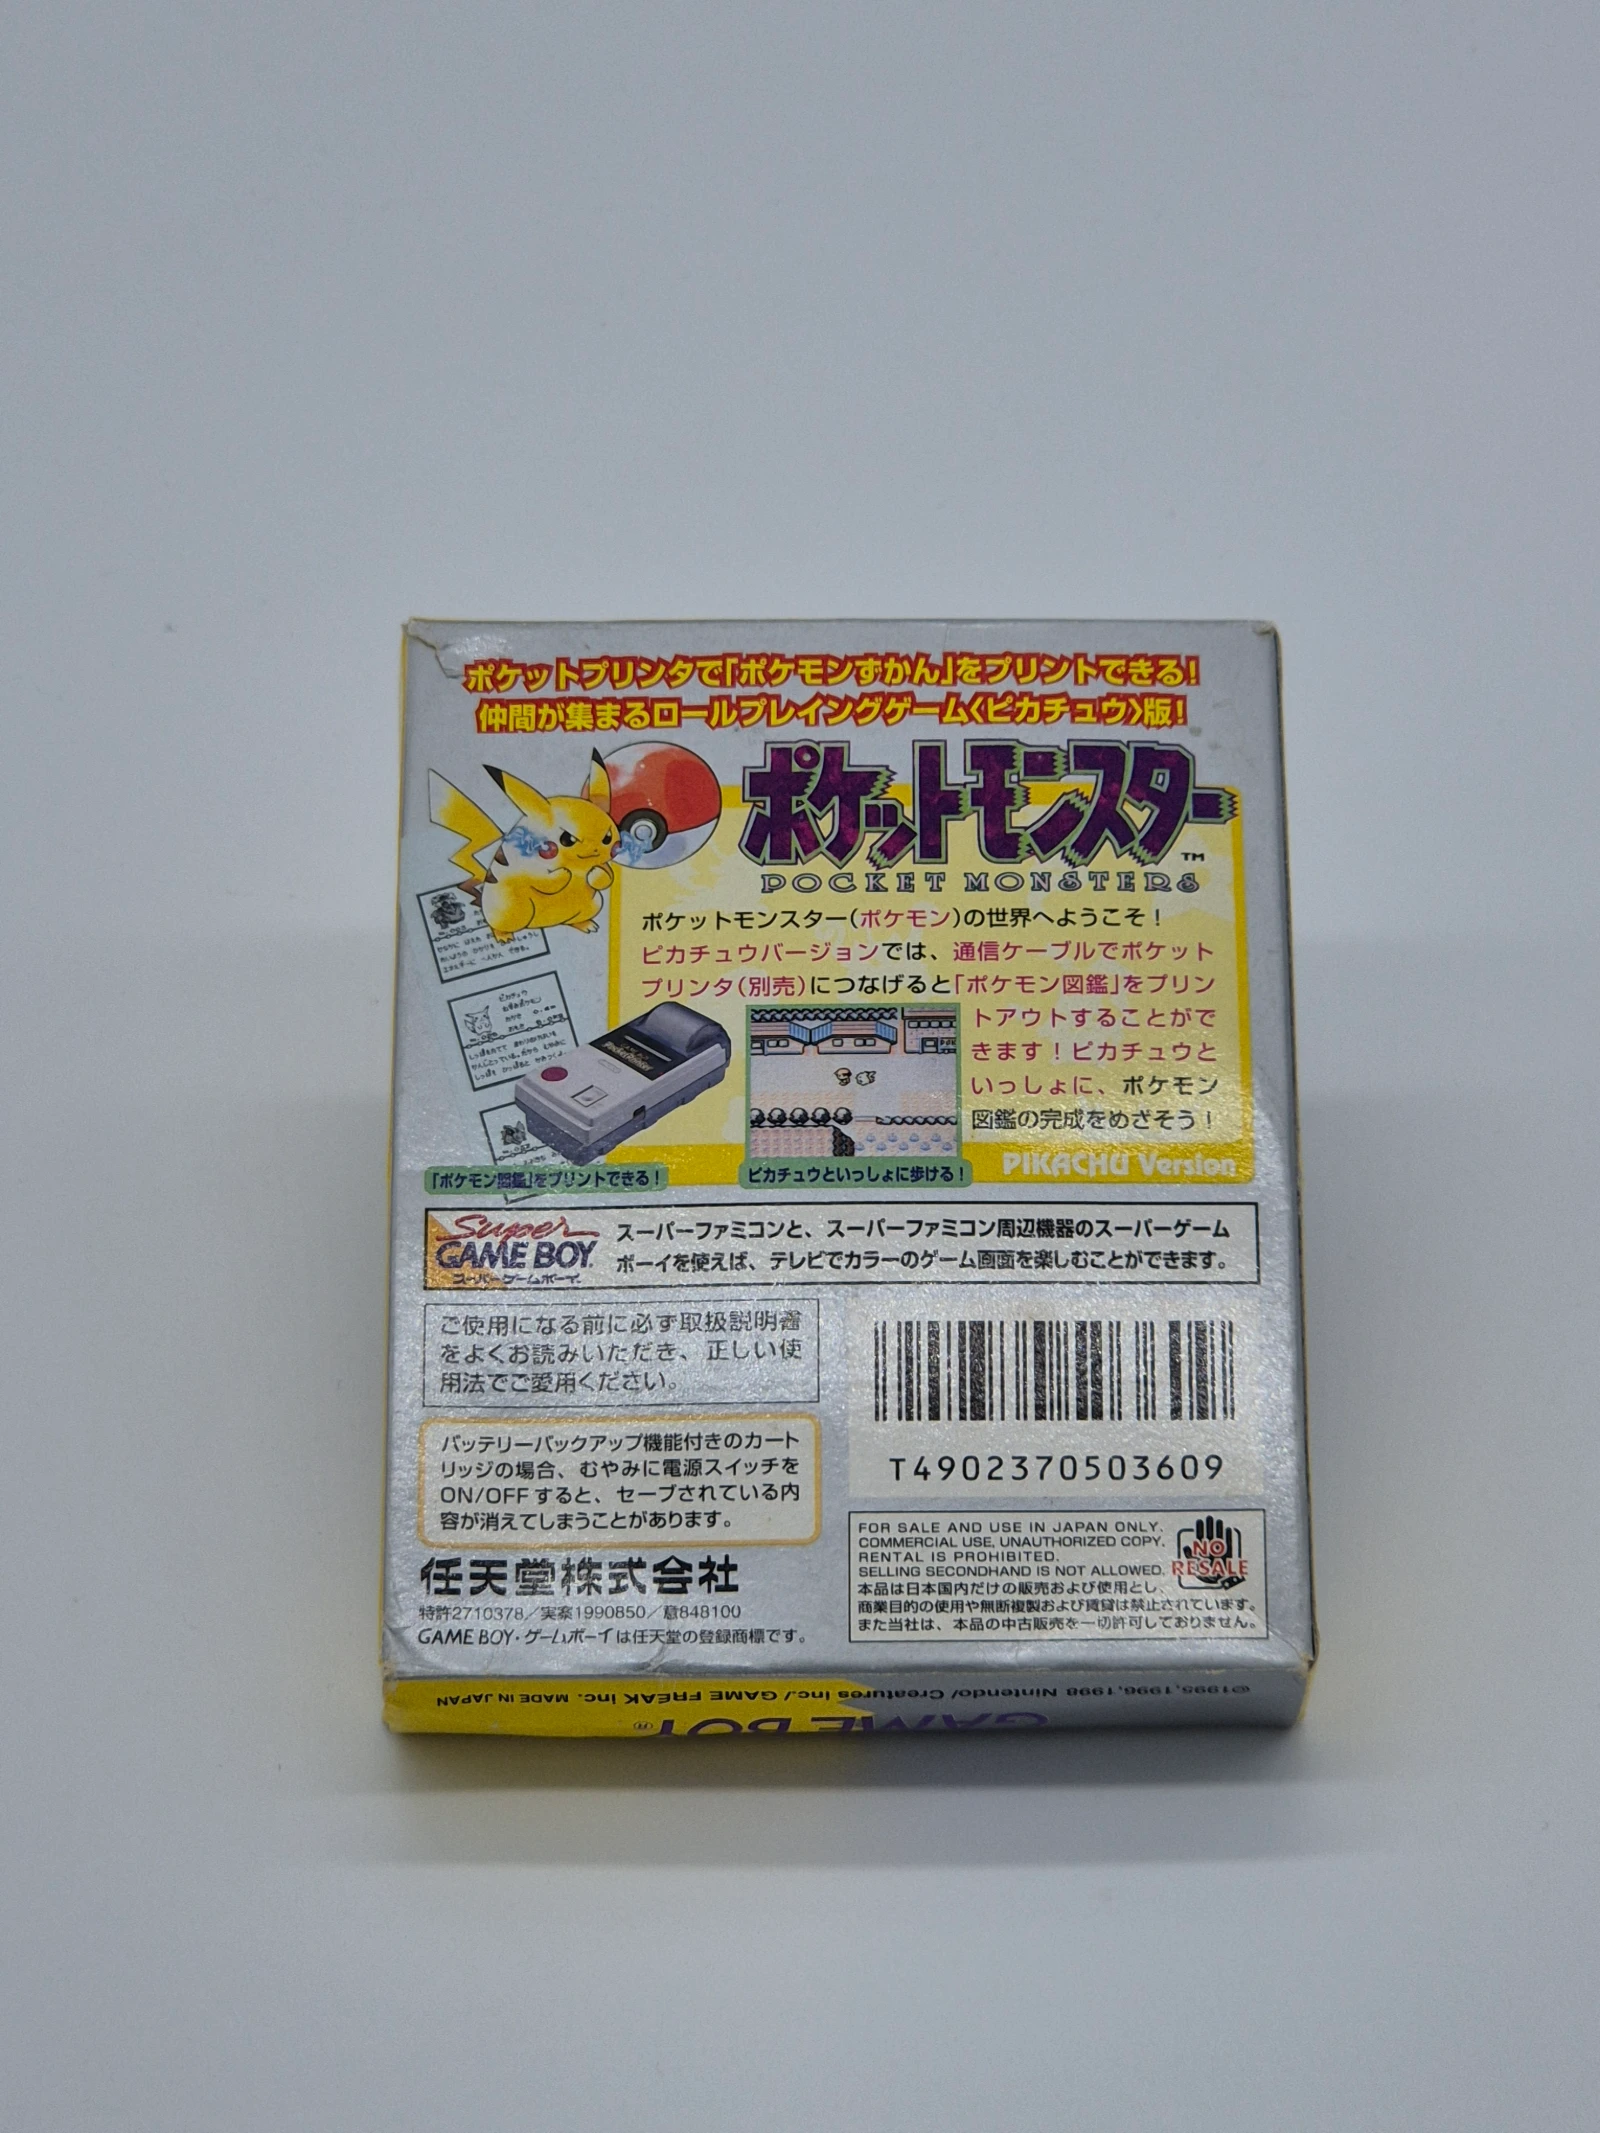 ポケットプリンタで「ポケモンずかん」をプリントできる!
仲間が集まるロールプレイングゲーム〈ピカチュウ〉版!
ポケットモンスター™
POCKET MONSTERS
ポケットモンスター(ポケモン)の世界へようこそ!
ピカチュウバージョンでは、通信ケーブルでポケット
プリンタ(別売)につなげると「ポケモン図鑑」をプリン
トアウトすることがで
きます!ピカチュウと
いっしょに、ポケモン
図鑑の完成をめざそう!
PIKACHU Version
ピカチュウ
PocketPrinter
「ポケモン図鑑」をプリントできる!
ピカチュウといっしょに歩ける!
Super
GAME BOY
スーパーゲームボーイ
スーパーファミコンと、スーパーファミコン周辺機器のスーパーゲーム
ボーイを使えば、テレビでカラーのゲーム画面を楽しむことができます。
ご使用になる前に必ず取扱説明書
をよくお読みいただき、正しい使
用法でご愛用ください。
バッテリーバックアップ機能付きのカート
リッジの場合、むやみに電源スイッチを
ON/OFFすると、セーブされている内
容が消えてしまうことがあります。
任天堂株式会社
特許2710378/実案1990850/意848100
GAME BOY・ゲームボーイは任天堂の登録商標です。
T4902370503609
FOR SALE AND USE IN JAPAN ONLY.
COMMERCIAL USE, UNAUTHORIZED COPY,
RENTAL IS PROHIBITED.
SELLING SECONDHAND IS NOT ALLOWED.
NO
RESALE
本品は日本国内だけの販売および使用とし、
商業目的の使用や無断複製および賃貸は禁止されています。
また当社は、本品の中古販売を一切許可しておりません。
©1995,1996,1998 Nintendo/Creatures inc./GAME FREAK inc. MADE IN JAPAN
GAME BOY®